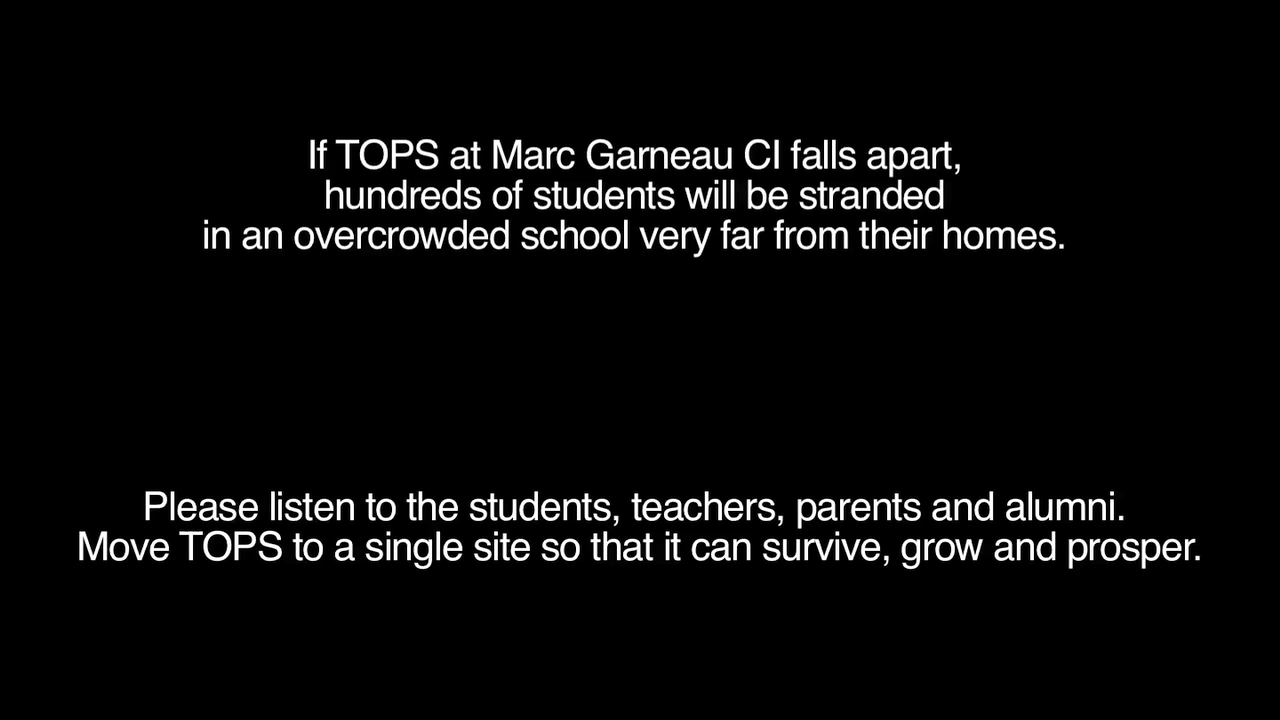 If TOPS at Marc Garneau CI falls apart,
hundreds of students will be stranded
in an overcrowded school very far from their homes.
Please listen to the students, teachers, parents and alumni.
Move TOPS to a single site so that it can survive, grow and prosper.